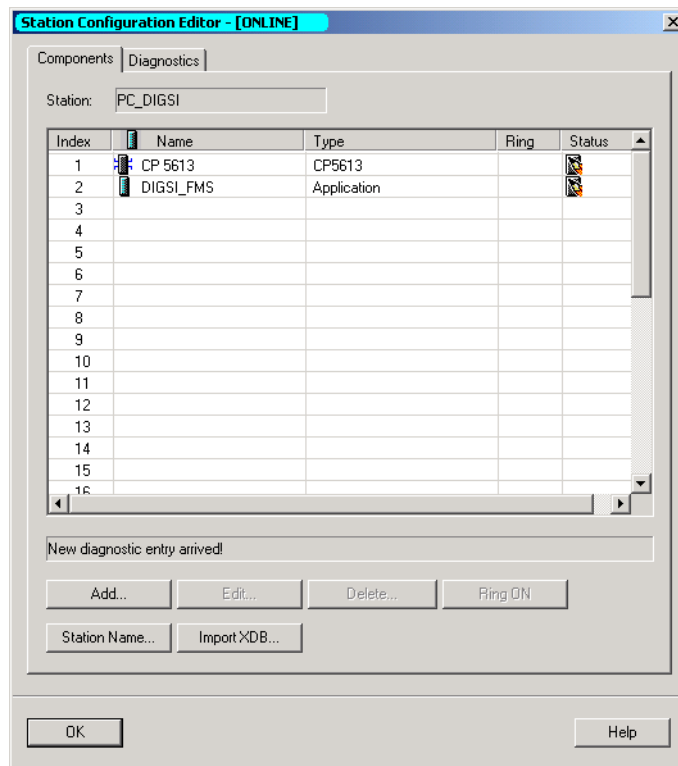 Station Configuration Editor - [ONLINE]
Components Diagnostics
Station: PC_DIGSI
Index Name Type Ring Status
1 CP 5613 CP5613
2 DIGSI_FMS Application
3
4
5
6
7
8
9
10
11
12
13
14
15
16
New diagnostic entry arrived!
Add... Edit... Delete... Ring ON
Station Name... Import XDB...
OK Help